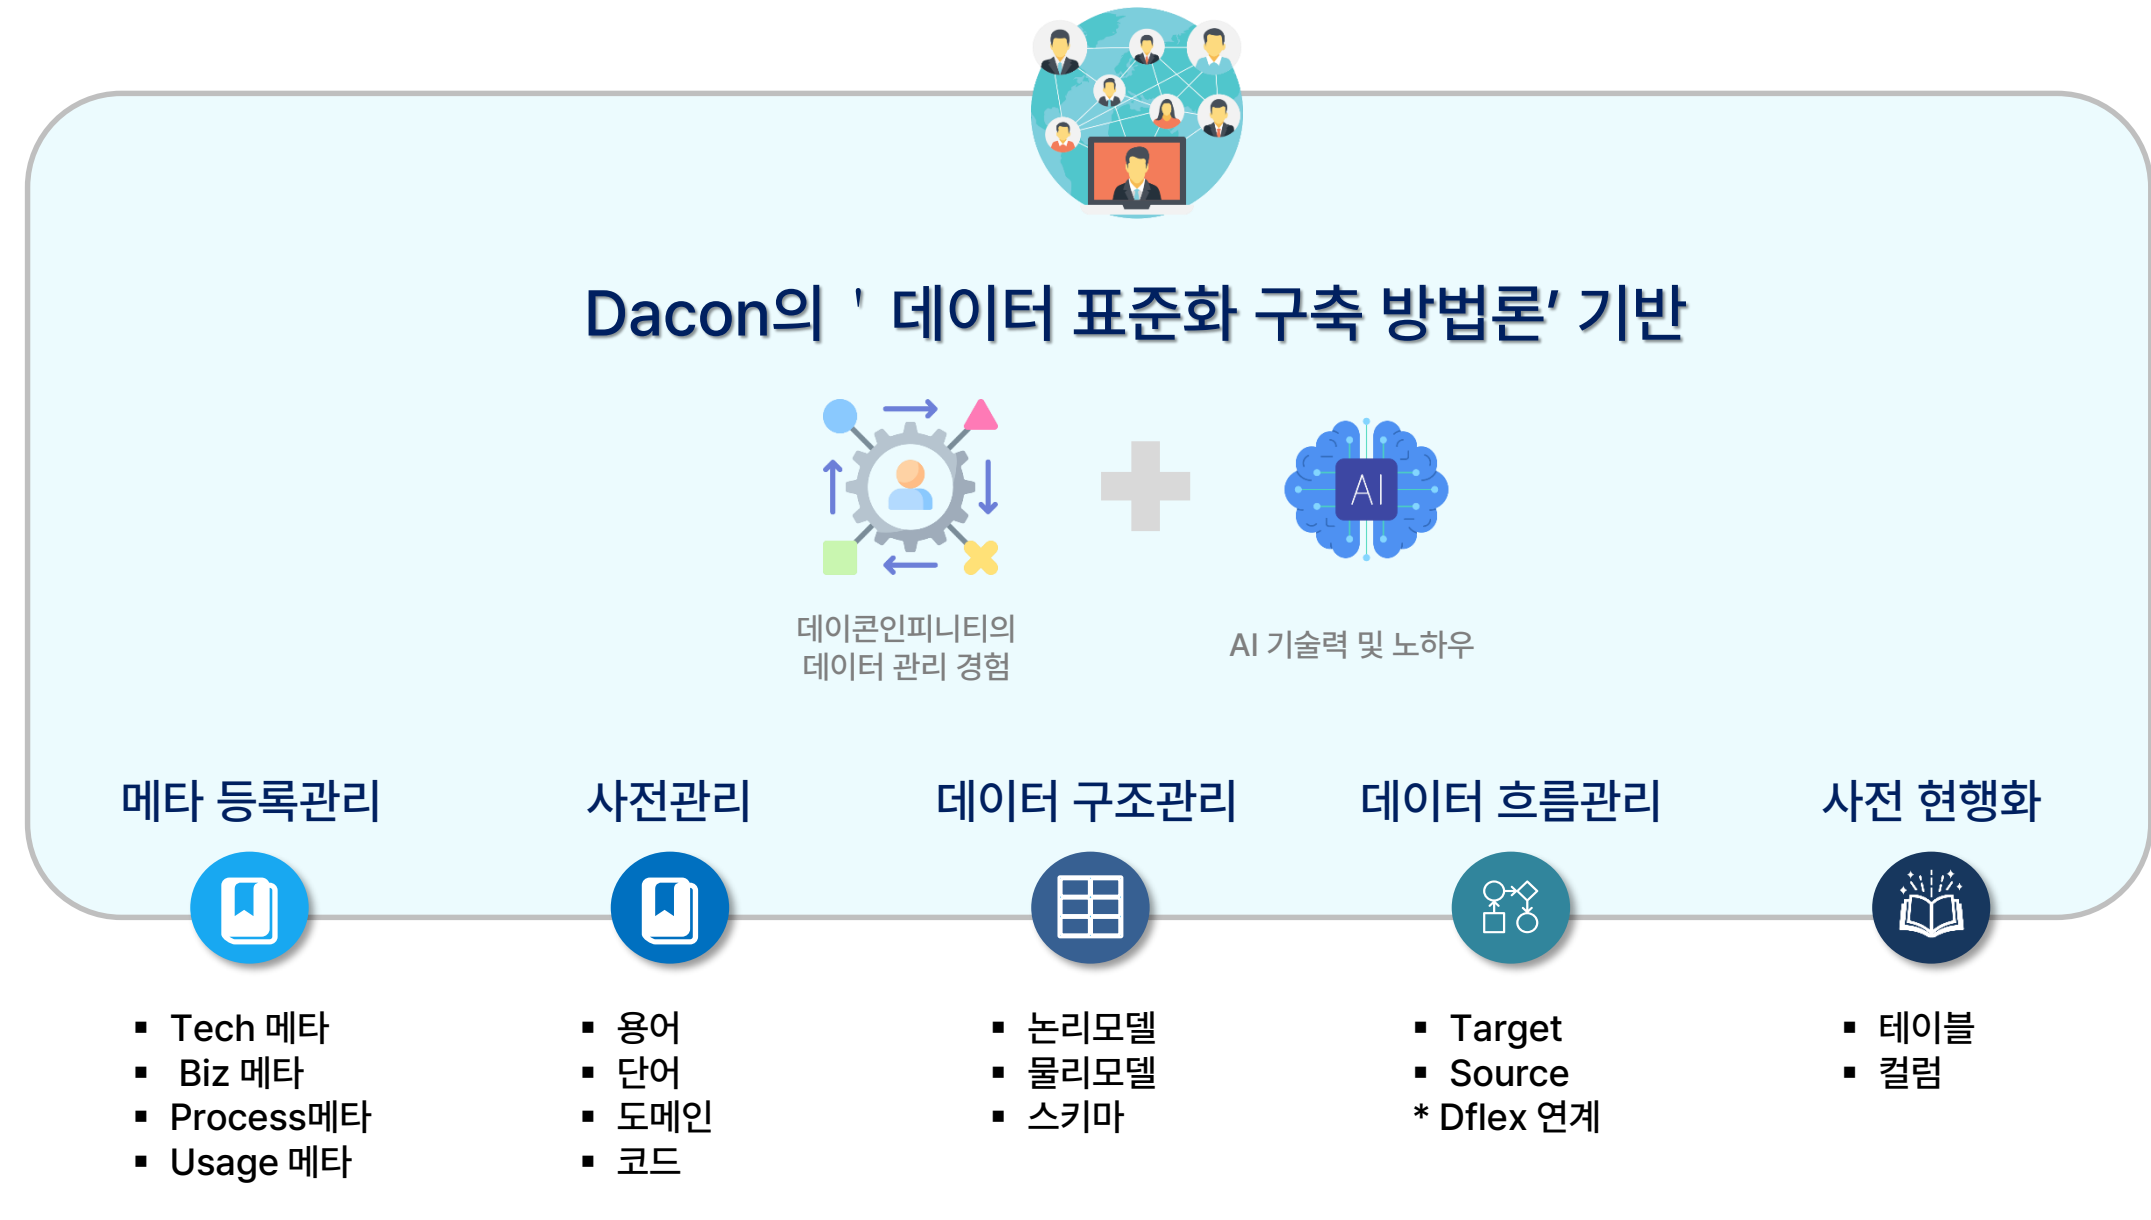 Dacon의 ' 데이터 표준화 구축 방법론’ 기반
AI
데이콘인피니티의
데이터 관리 경험
AI 기술력 및 노하우
메타 등록관리
사전관리
데이터 구조관리
데이터 흐름관리
사전 현행화
▪ Tech 메타
▪ Biz 메타
▪ Process메타
▪ Usage 메타
▪ 용어
▪ 단어
▪ 도메인
▪ 코드
▪ 논리모델
▪ 물리모델
▪ 스키마
▪ Target
▪ Source
* Dflex 연계
▪ 테이블
▪ 컬럼